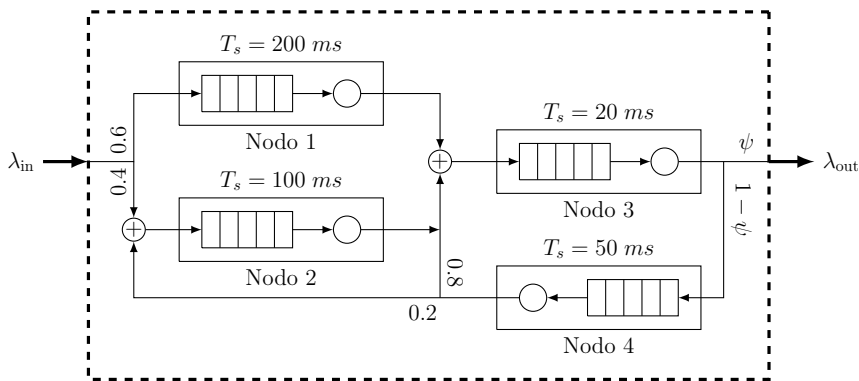 T_s = 200 ms
Nodo 1
T_s = 100 ms
Nodo 2
T_s = 20 ms
Nodo 3
T_s = 50 ms
Nodo 4
λ_in
0.6
0.4
+
+
+
ψ
1 − ψ
λ_out
0.8
0.2